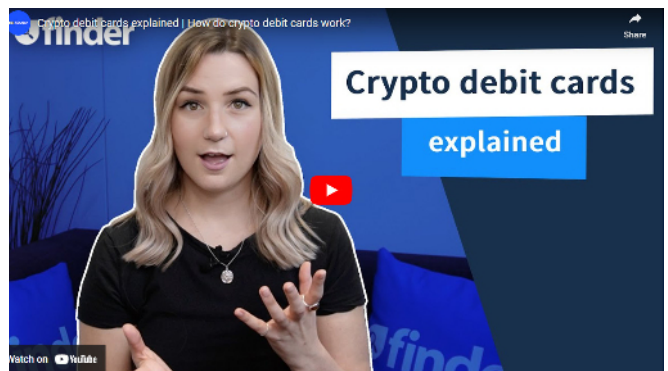 Crypto debit cards explained | How do crypto debit cards work?
finder
Share
Crypto debit cards
explained
finder
Watch on YouTube